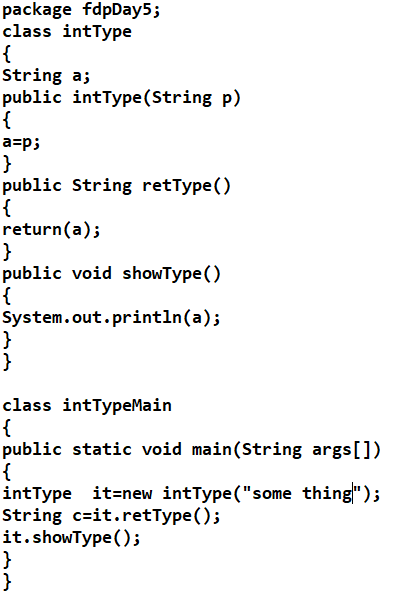 package fdpDay5;
class intType
{
String a;
public intType(String p)
{
a=p;
}
public String retType()
{
return(a);
}
public void showType()
{
System.out.println(a);
}
}

class intTypeMain
{
public static void main(String args[])
{
intType  it=new intType("some thing");
String c=it.retType();
it.showType();
}
}